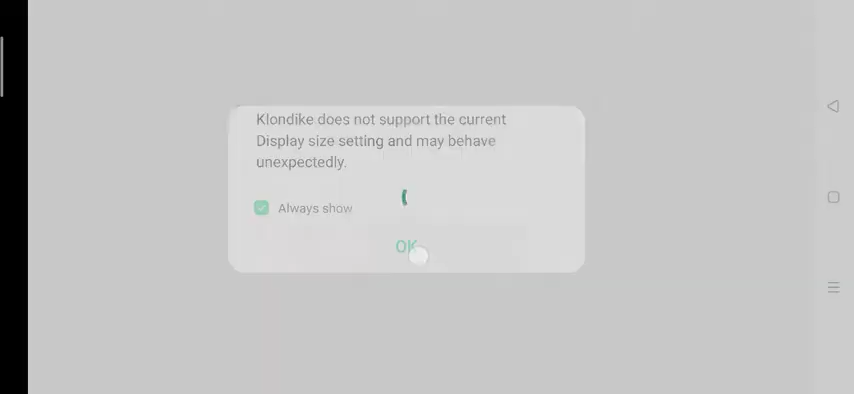 Klondike does not support the current
Display size setting and may behave
unexpectedly.
Always show
OK